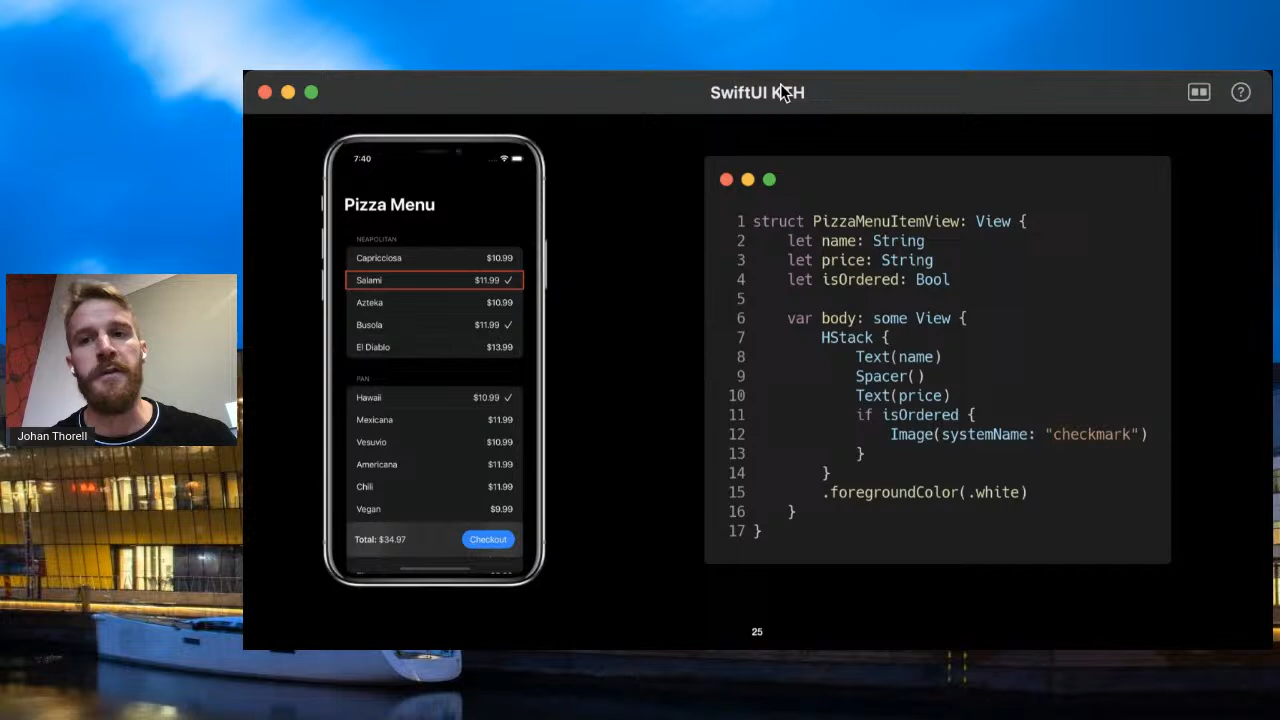 SwiftUI KTH
?
7:40
Pizza Menu
NEAPOLITAN
Capricciosa $10.99
Salami $11.99 ✓
Azteka $10.99
Busola $11.99 ✓
El Diablo $13.99
PAN
Hawaii $10.99 ✓
Mexicana $11.99
Vesuvio $10.99
Americana $11.99
Chili $11.99
Vegan $9.99
Total: $34.97 Checkout
1 struct PizzaMenuItemView: View {
2 let name: String
3 let price: String
4 let isOrdered: Bool
5
6 var body: some View {
7 HStack {
8 Text(name)
9 Spacer()
10 Text(price)
11 if isOrdered {
12 Image(systemName: "checkmark")
13 }
14 }
15 .foregroundColor(.white)
16 }
17 }
25
Johan Thorell